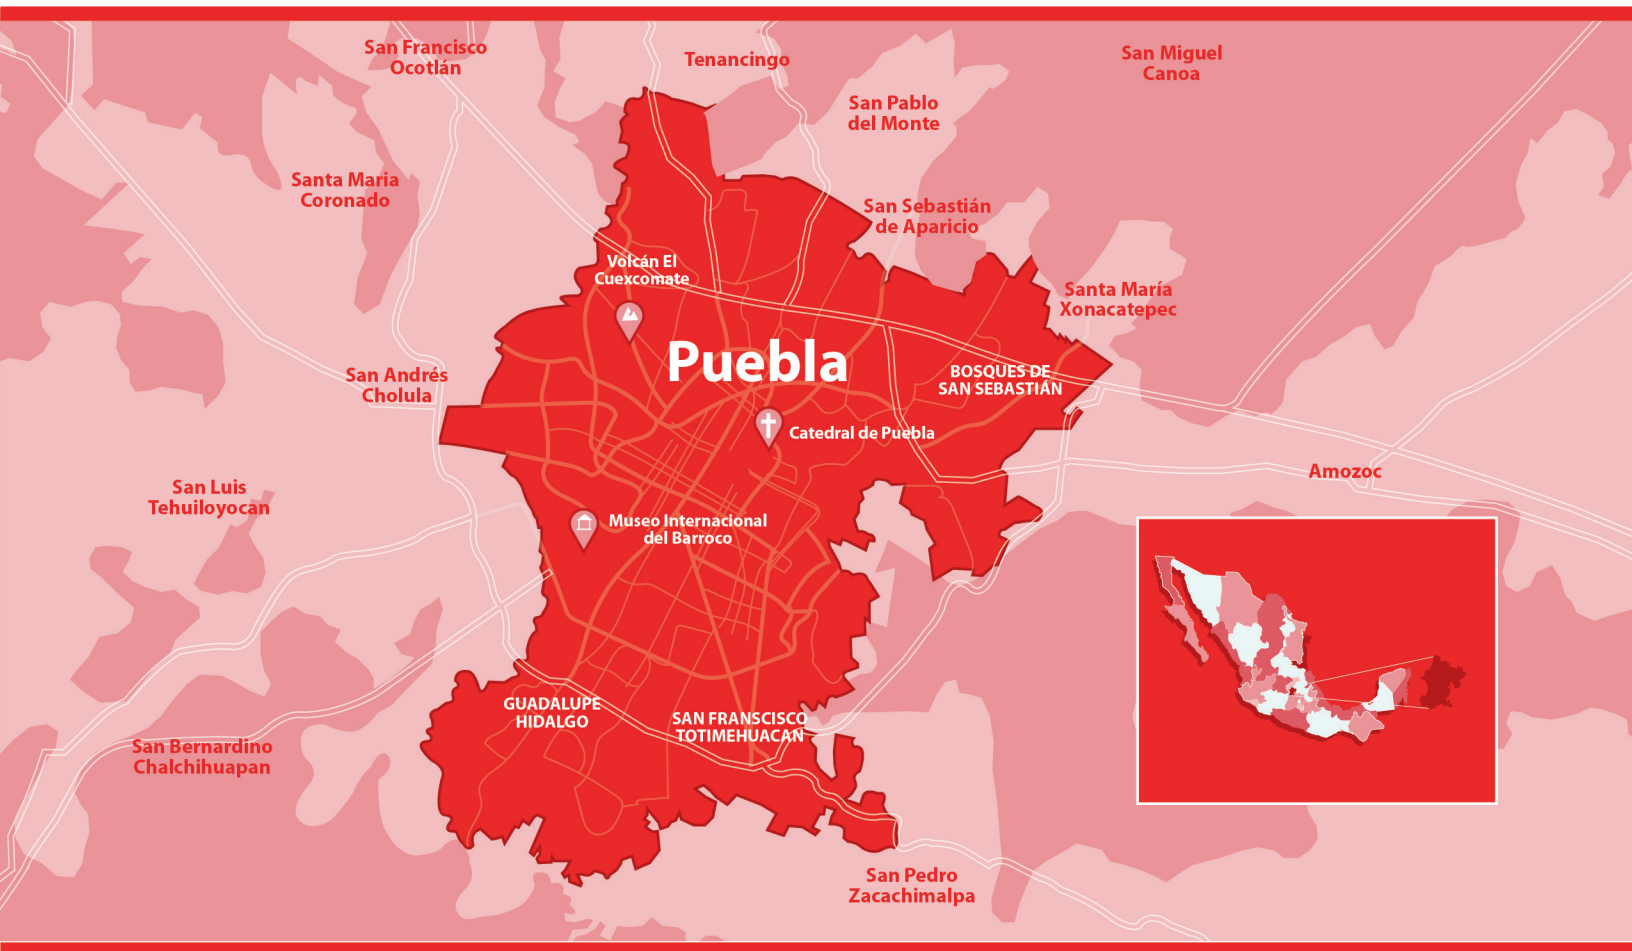 San Francisco
Ocotlán
Tenancingo
San Miguel
Canoa
San Pablo
del Monte
Santa Maria
Coronado
San Sebastián
de Aparicio
Volcán El
Cuexcomate
Santa María
Xonacatepec
Puebla
San Andrés
Cholula
BOSQUES DE
SAN SEBASTIÁN
Catedral de Puebla
Amozoc
San Luis
Tehuiloyocan
Museo Internacional
del Barroco
GUADALUPE
HIDALGO
SAN FRANSCISCO
TOTIMEHUACAN
San Bernardino
Chalchihuapan
San Pedro
Zacachimalpa